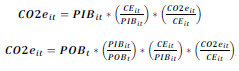 CO2e_it = PIB_it * (CE_it / PIB_it) * (CO2e_it / CE_it)
CO2e_it = POB_t * (PIB_it / POB_t) * (CE_it / PIB_it) * (CO2e_it / CE_it)